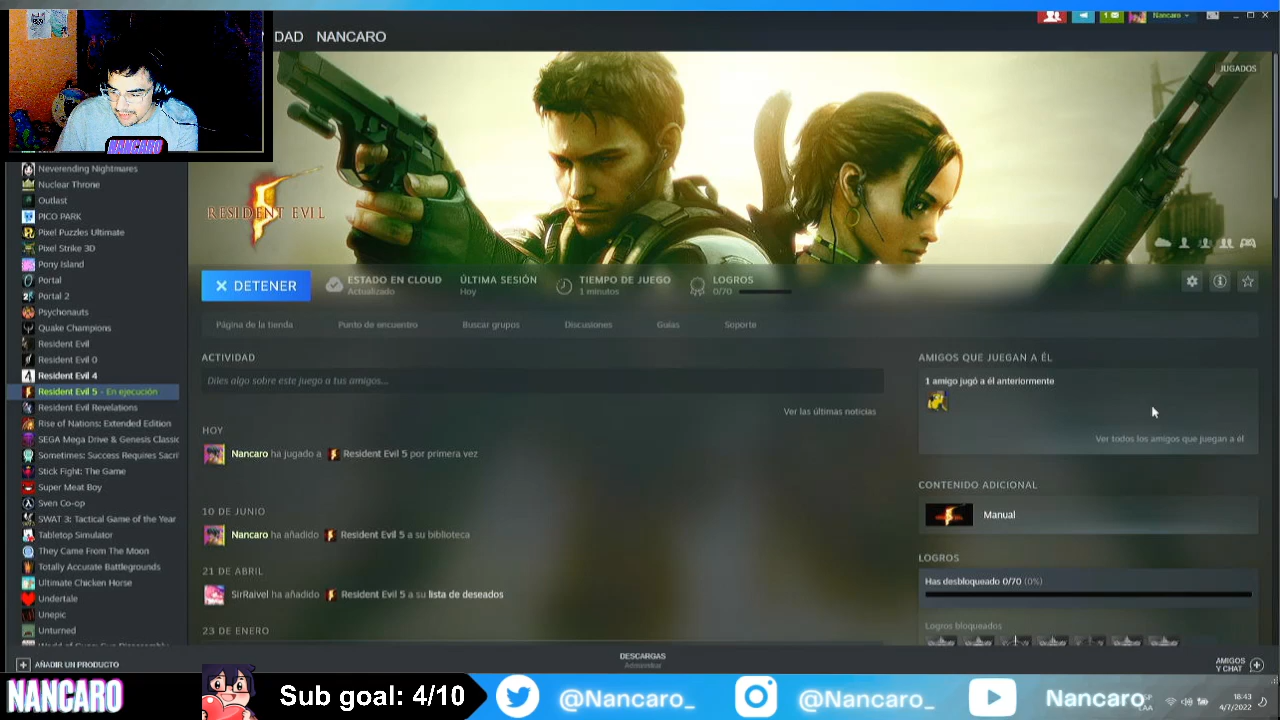 DAD NANCARO
Nancaro
JUGADOS
NANCARO
RESIDENT EVIL
Neverending Nightmares
Nuclear Throne
Outlast
PICO PARK
Pixel Puzzles Ultimate
Pixel Strike 3D
Pony Island
Portal
Portal 2
Psychonauts
Quake Champions
Resident Evil
Resident Evil 0
Resident Evil 4
Resident Evil 5 - En ejecución
Resident Evil Revelations
Rise of Nations: Extended Edition
SEGA Mega Drive & Genesis Classic
Sometimes: Success Requires Sacri
Stick Fight: The Game
Super Meat Boy
Sven Co-op
SWAT 3: Tactical Game of the Year
Tabletop Simulator
They Came From The Moon
Totally Accurate Battlegrounds
Ultimate Chicken Horse
Undertale
Unepic
Unturned
DETENER
ESTADO EN CLOUD
Actualizado
ÚLTIMA SESIÓN
Hoy
TIEMPO DE JUEGO
1 minutos
LOGROS
0/70
Página de la tienda
Punto de encuentro
Buscar grupos
Discusiones
Guías
Soporte
ACTIVIDAD
Diles algo sobre este juego a tus amigos...
Ver las últimas noticias
HOY
Nancaro ha jugado a Resident Evil 5 por primera vez
10 DE JUNIO
Nancaro ha añadido Resident Evil 5 a su biblioteca
21 DE ABRIL
SirRaivel ha añadido Resident Evil 5 a su lista de deseados
23 DE ENERO
AMIGOS QUE JUEGAN A ÉL
1 amigo jugó a él anteriormente
Ver todos los amigos que juegan a él
CONTENIDO ADICIONAL
Manual
LOGROS
Has desbloqueado 0/70 (0%)
Logros bloqueados
AÑADIR UN PRODUCTO
DESCARGAS
Administrar
AMIGOS
Y CHAT
NANCARO
Sub goal: 4/10
@Nancaro_
@Nancaro_
Nancaro
18:43
4/7/2022